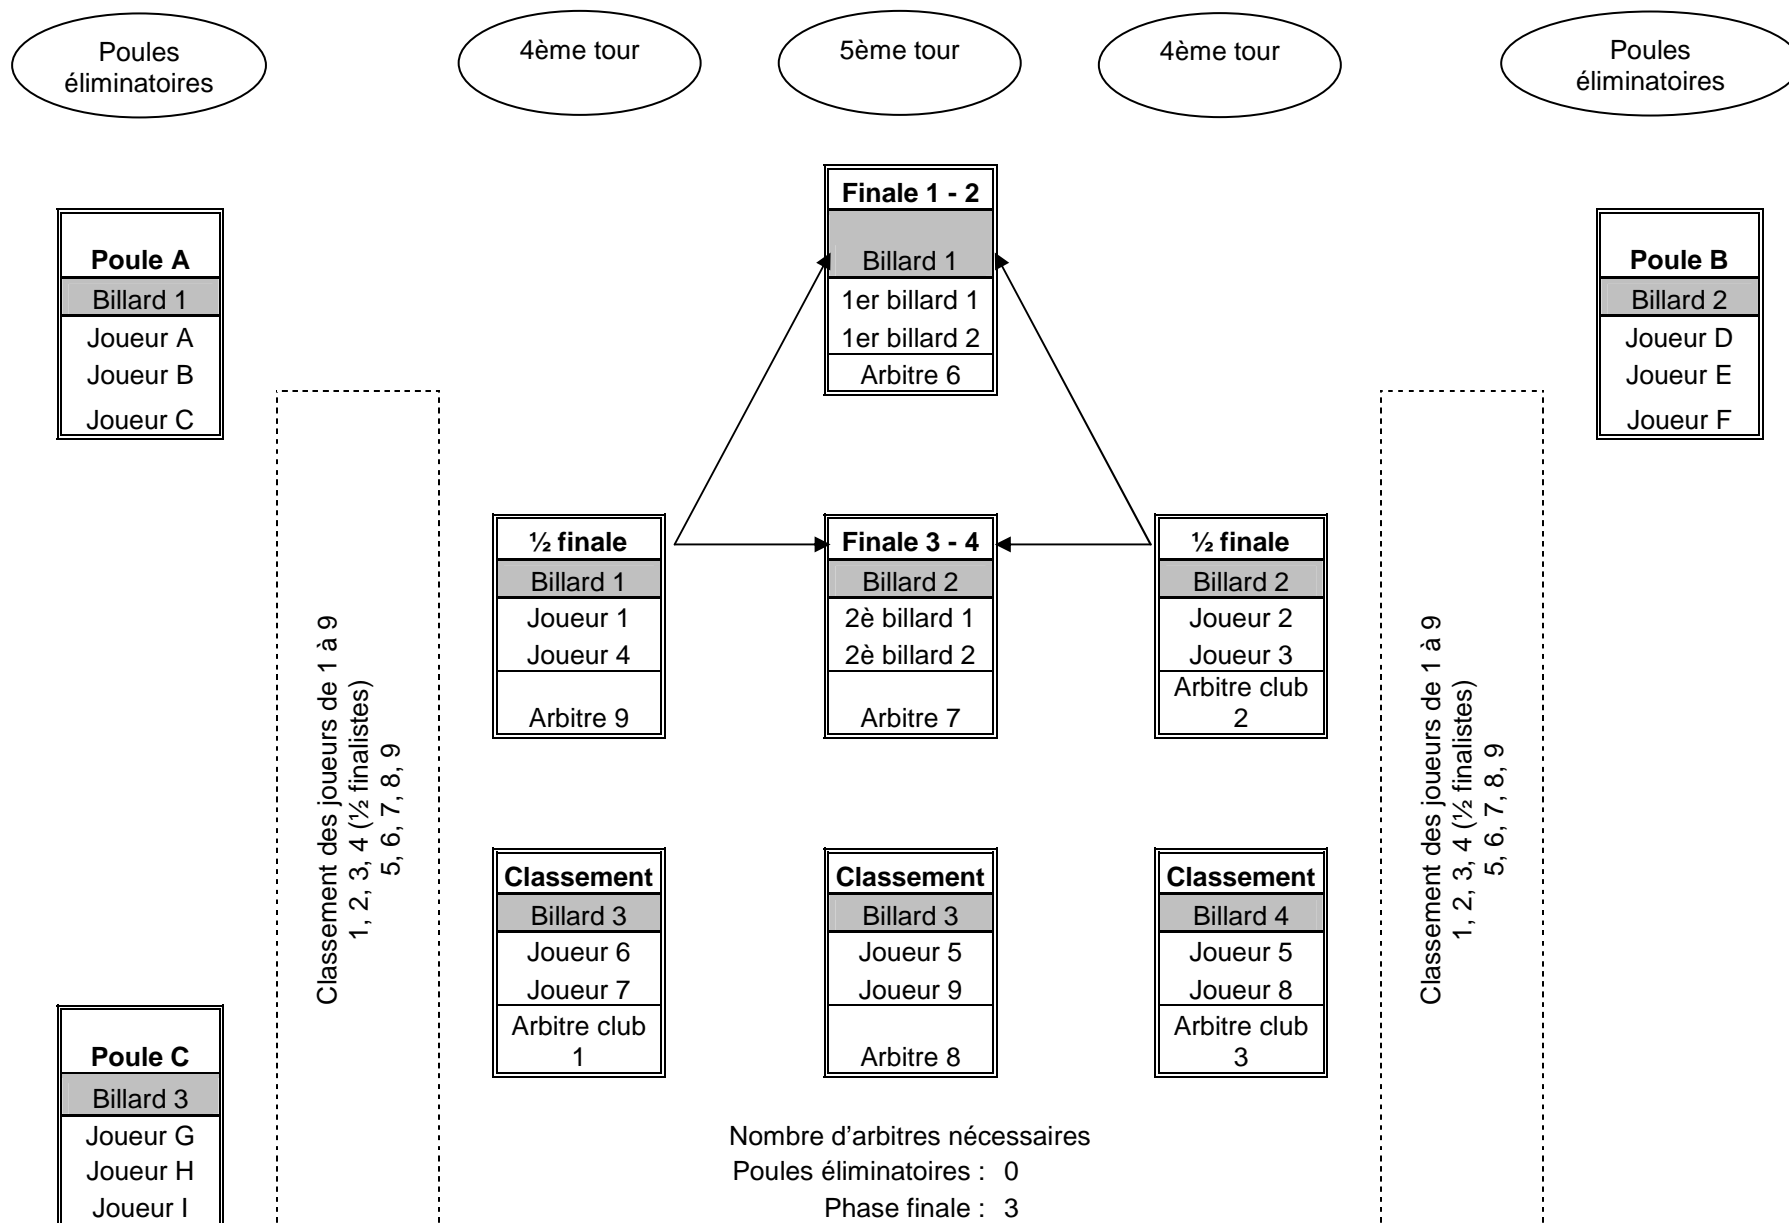 Poules
éliminatoires
4ème tour
5ème tour
4ème tour
Poules
éliminatoires
Poule A
Billard 1
Joueur A
Joueur B
Joueur C
Finale 1 - 2
Billard 1
1er billard 1
1er billard 2
Arbitre 6
Poule B
Billard 2
Joueur D
Joueur E
Joueur F
Classement des joueurs de 1 à 9
1, 2, 3, 4 (½ finalistes)
5, 6, 7, 8, 9
½ finale
Billard 1
Joueur 1
Joueur 4
Arbitre 9
Finale 3 - 4
Billard 2
2è billard 1
2è billard 2
Arbitre 7
½ finale
Billard 2
Joueur 2
Joueur 3
Arbitre club
2
Classement des joueurs de 1 à 9
1, 2, 3, 4 (½ finalistes)
5, 6, 7, 8, 9
Classement
Billard 3
Joueur 6
Joueur 7
Arbitre club
1
Classement
Billard 3
Joueur 5
Joueur 9
Arbitre 8
Classement
Billard 4
Joueur 5
Joueur 8
Arbitre club
3
Poule C
Billard 3
Joueur G
Joueur H
Joueur I
Nombre d'arbitres nécessaires
Poules éliminatoires : 0
Phase finale : 3